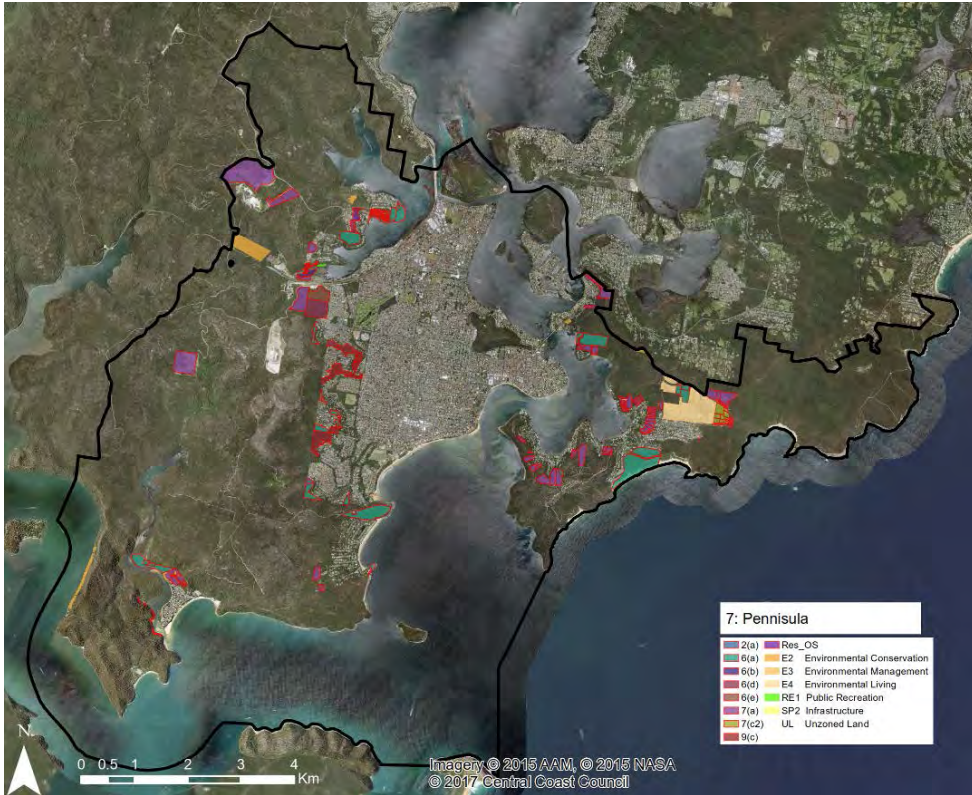 7: Pennisula
2(a) Res_OS
6(a) E2 Environmental Conservation
6(b) E3 Environmental Management
6(d) E4 Environmental Living
6(e) RE1 Public Recreation
7(a) SP2 Infrastructure
7(c2) UL Unzoned Land
9(c)
N
0 0.5 1 2 3 4
Km
Imagery © 2015 AAM, © 2015 NASA
© 2017 Central Coast Council